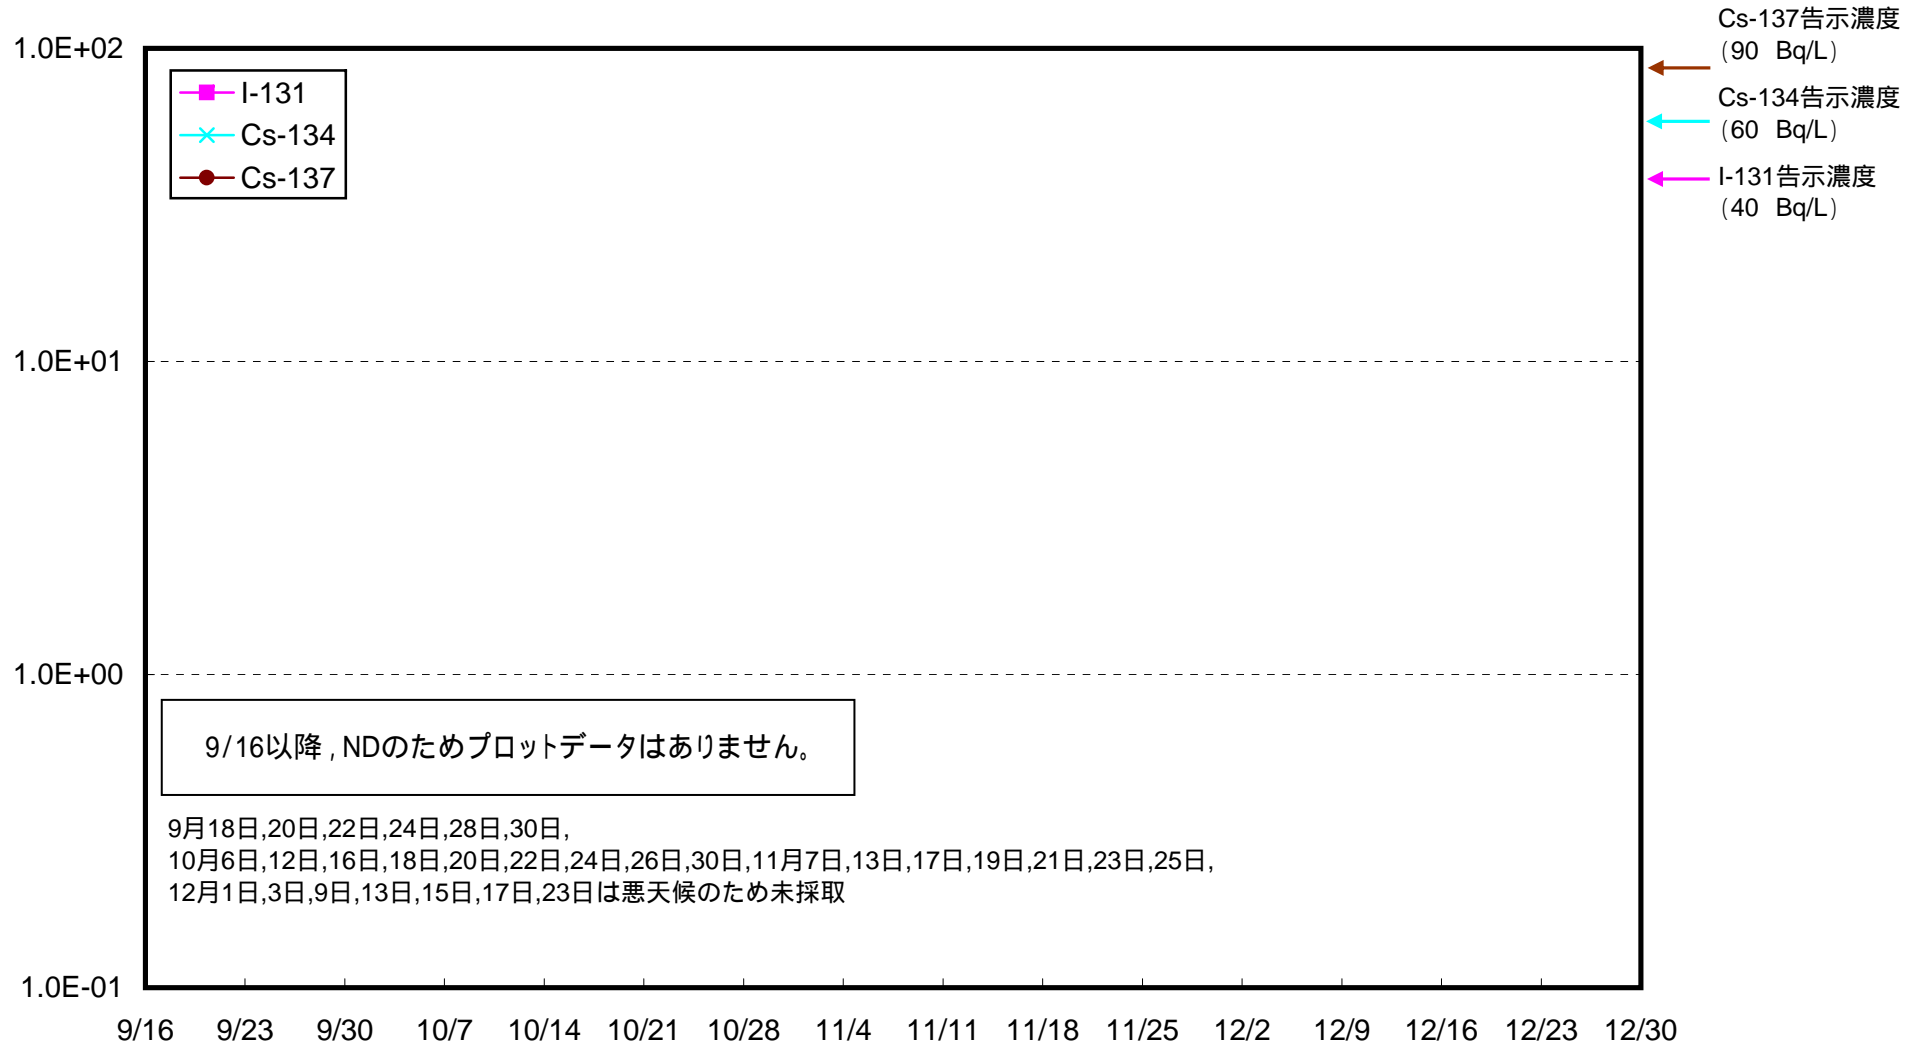 Cs-137告示濃度
(90 Bq/L)
Cs-134告示濃度
(60 Bq/L)
I-131告示濃度
(40 Bq/L)
1.0E+02
1.0E+01
1.0E+00
1.0E-01
I-131
Cs-134
Cs-137
9/16以降,NDのためプロットデータはありません。
9月18日,20日,22日,24日,28日,30日,
10月6日,12日,16日,18日,20日,22日,24日,26日,30日,11月7日,13日,17日,19日,21日,23日,25日,
12月1日,3日,9日,13日,15日,17日,23日は悪天候のため未採取
9/16 9/23 9/30 10/7 10/14 10/21 10/28 11/4 11/11 11/18 11/25 12/2 12/9 12/16 12/23 12/30